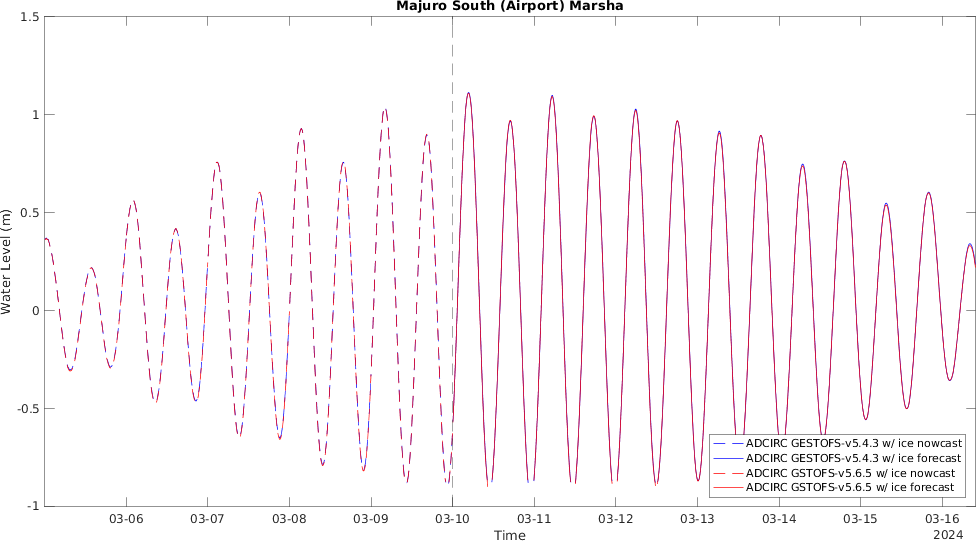 Majuro South (Airport) Marsha
1.5
1
0.5
0
-0.5
-1
Water Level (m)
ADCIRC GESTOFS-v5.4.3 w/ ice nowcast
ADCIRC GESTOFS-v5.4.3 w/ ice forecast
ADCIRC GSTOFS-v5.6.5 w/ ice nowcast
ADCIRC GSTOFS-v5.6.5 w/ ice forecast
03-06 03-07 03-08 03-09 03-10 03-11 03-12 03-13 03-14 03-15 03-16
2024
Time